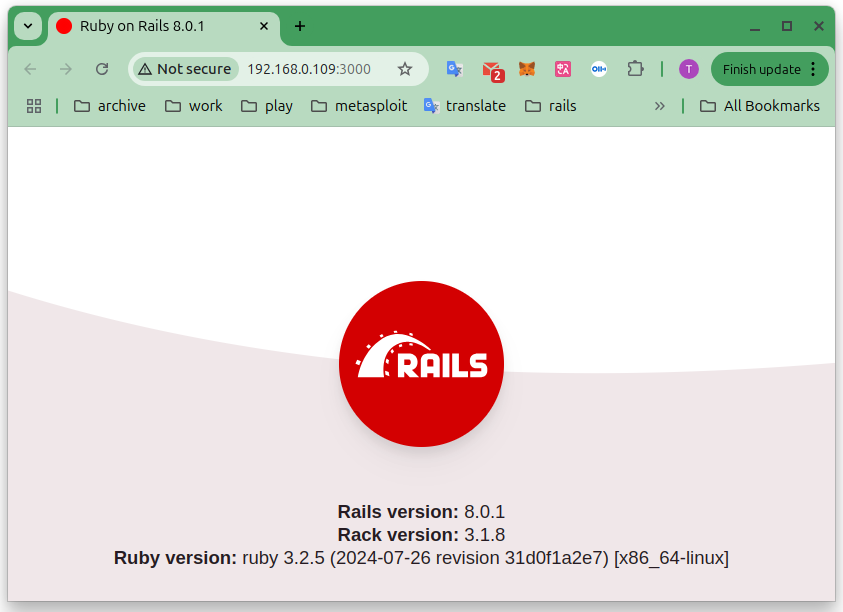 Ruby on Rails 8.0.1
Not secure 192.168.0.109:3000 2 T Finish update
archive work play metasploit translate rails All Bookmarks
RAILS
Rails version: 8.0.1
Rack version: 3.1.8
Ruby version: ruby 3.2.5 (2024-07-26 revision 31d0f1a2e7) [x86_64-linux]